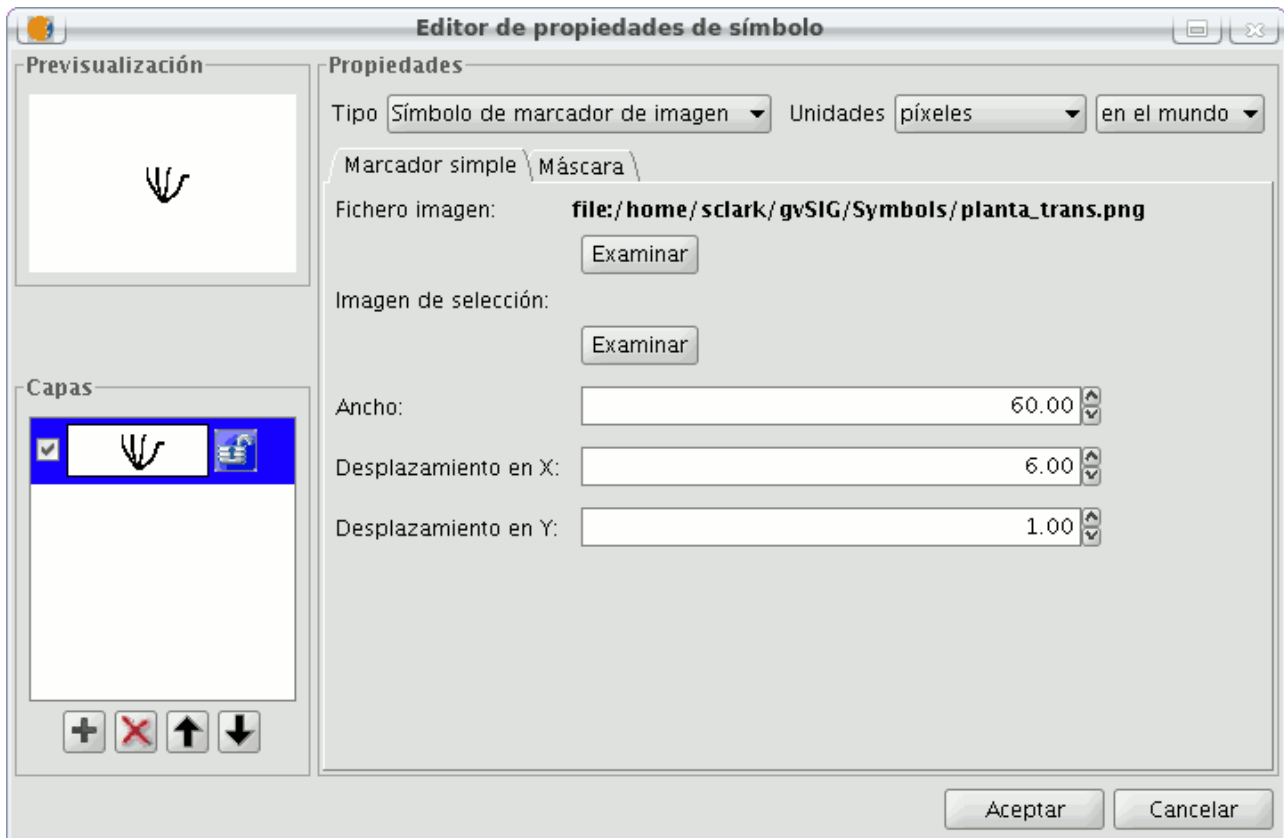 Editor de propiedades de símbolo
Previsualización
Propiedades
Tipo Símbolo de marcador de imagen Unidades píxeles en el mundo
Marcador simple Máscara
Fichero imagen: file:/home/sclark/gvSIG/Symbols/planta_trans.png
Examinar
Imagen de selección:
Examinar
Capas
Ancho: 60.00
Desplazamiento en X: 6.00
Desplazamiento en Y: 1.00
Aceptar Cancelar